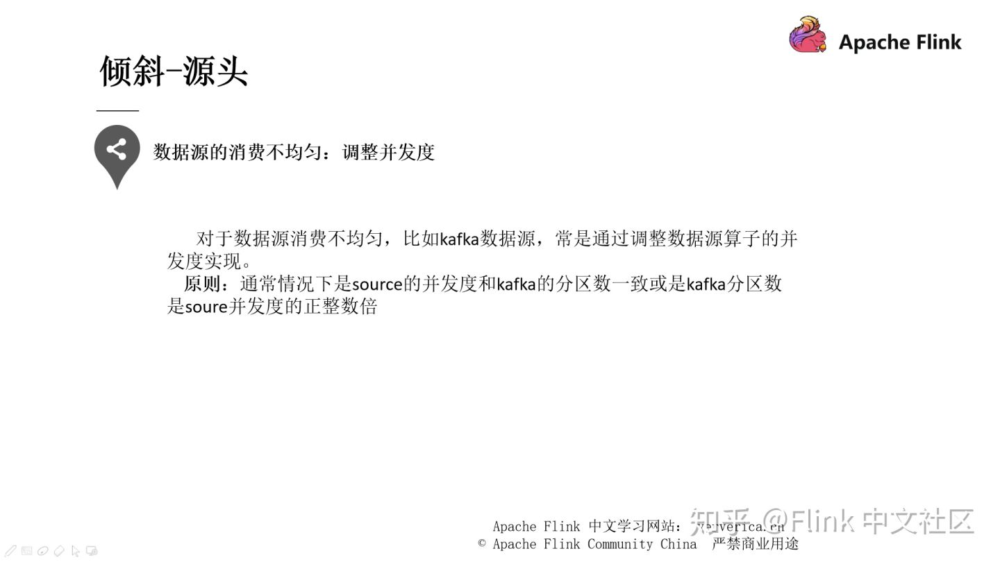 Apache Flink
倾斜-源头
数据源的消费不均匀：调整并发度
对于数据源消费不均匀，比如kafka数据源，常是通过调整数据源算子的并
发度实现。
原则：通常情况下是source的并发度和kafka的分区数一致或是kafka分区数
是soure并发度的正整数倍
Apache Flink 中文学习网站： ververica.cn
© Apache Flink Community China 严禁商业用途
知乎 @Flink 中文社区